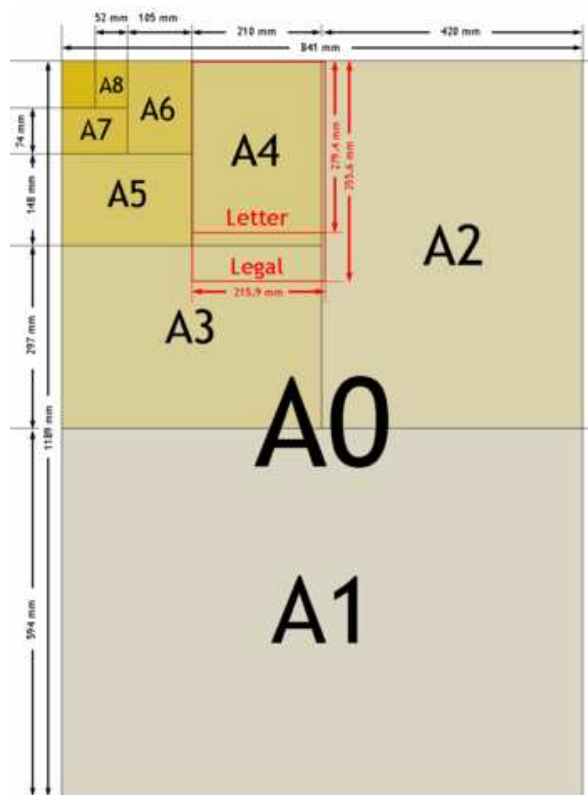 52 mm 105 mm 210 mm 420 mm
841 mm
A8
A7
A6
A5
A4
Letter
Legal
279.4 mm
355.6 mm
215.9 mm
A3
A2
A0
A1
74 mm
148 mm
297 mm
594 mm
1189 mm